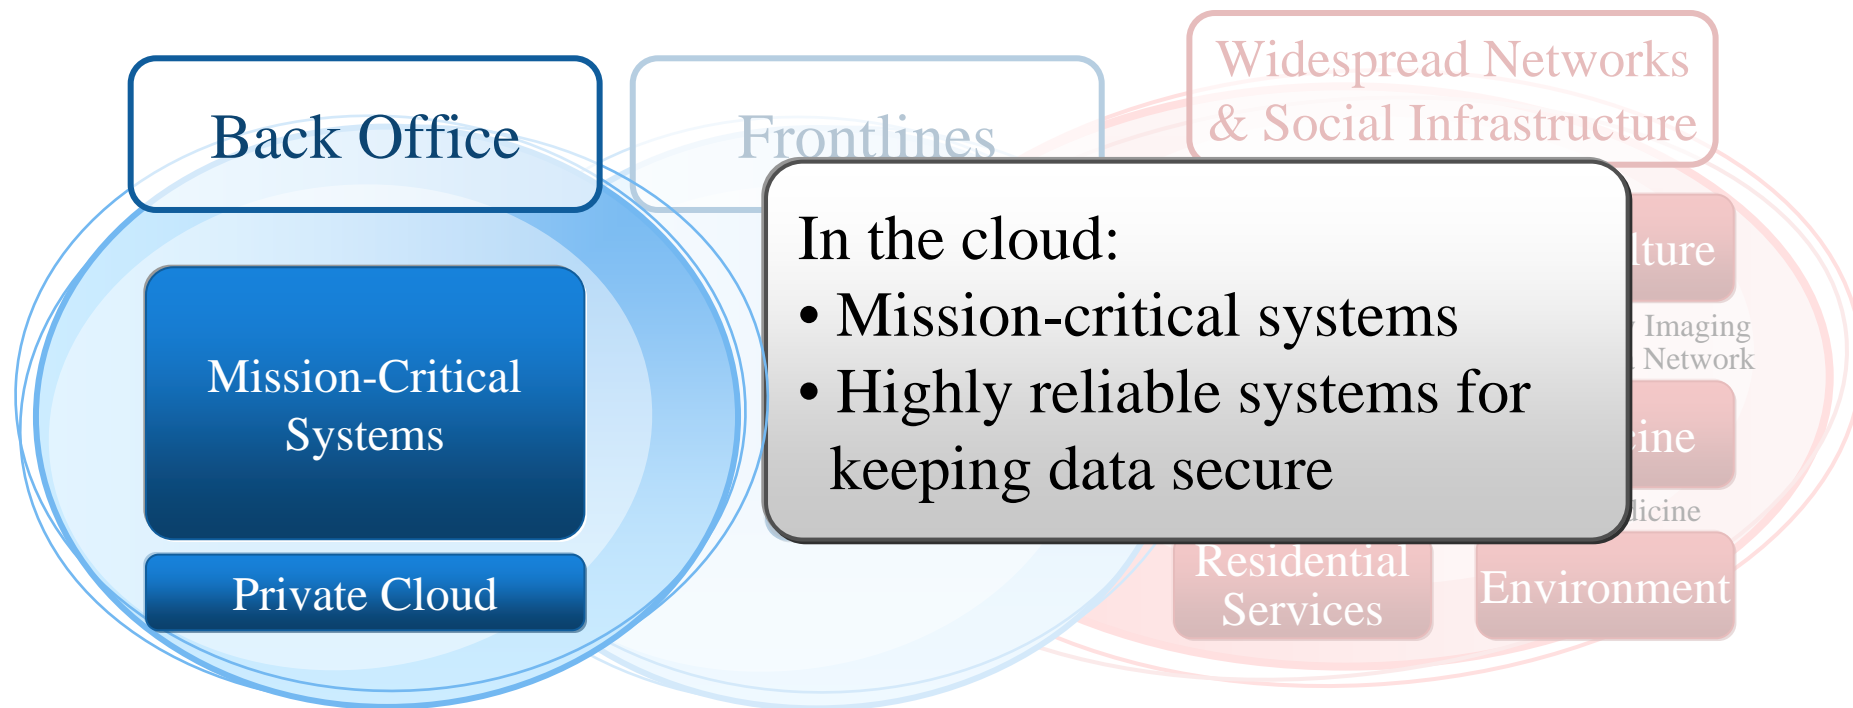 Back Office
Frontlines
Widespread Networks
& Social Infrastructure
Mission-Critical
Systems
Private Cloud
In the cloud:
• Mission-critical systems
• Highly reliable systems for
keeping data secure
Imaging
Network
Residential
Services
Environment